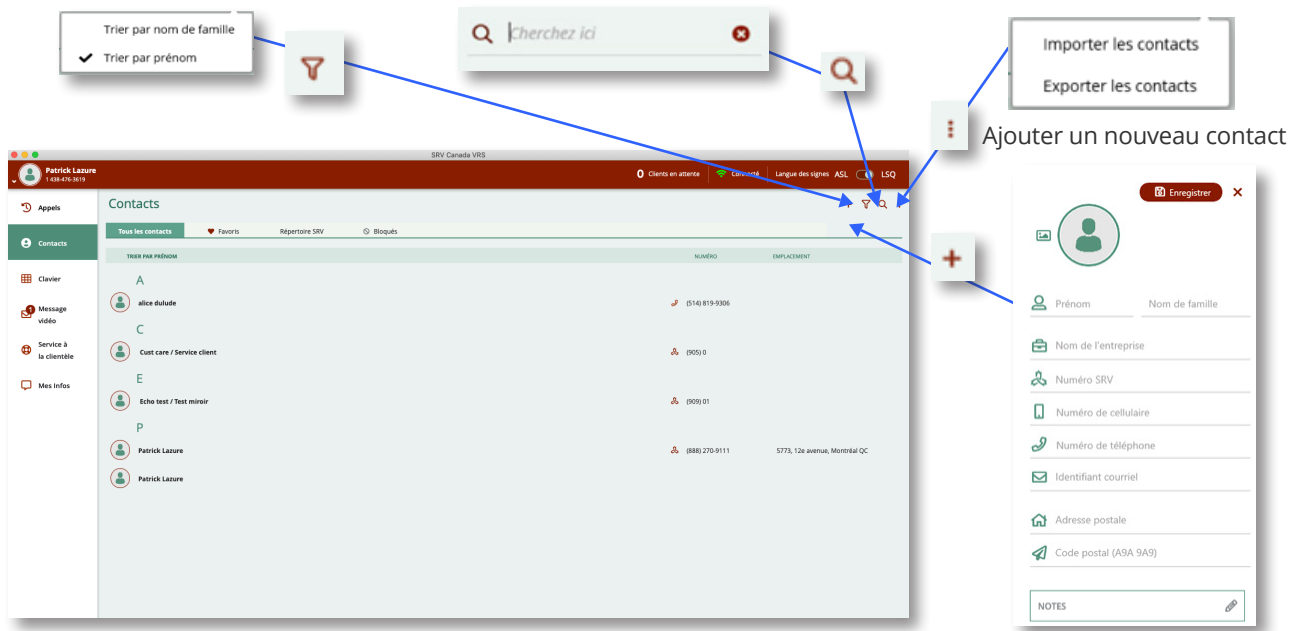 Trier par nom de famille
Trier par prénom
Cherchez ici
Importer les contacts
Exporter les contacts
Ajouter un nouveau contact
SRV Canada VRS
Patrick Lazure
1 438-476-3619
0 Clients en attente
Langue des signes ASL LSQ
Appels
Contacts
Clavier
1
Message
vidéo
Service à
la clientèle
Mes Infos
Contacts
Tous les contacts Favoris Répertoire SRV Bloqués
TRIER PAR PRÉNOM NUMÉRO EMPLACEMENT
A
alice dulude (514) 819-9306
C
Cust care / Service client (905) 0
E
Echo test / Test miroir (909) 01
P
Patrick Lazure (888) 270-9111 5773, 12e avenue, Montréal QC
Patrick Lazure
Enregistrer
Prénom Nom de famille
Nom de l'entreprise
Numéro SRV
Numéro de cellulaire
Numéro de téléphone
Identifiant courriel
Adresse postale
Code postal (A9A 9A9)
NOTES